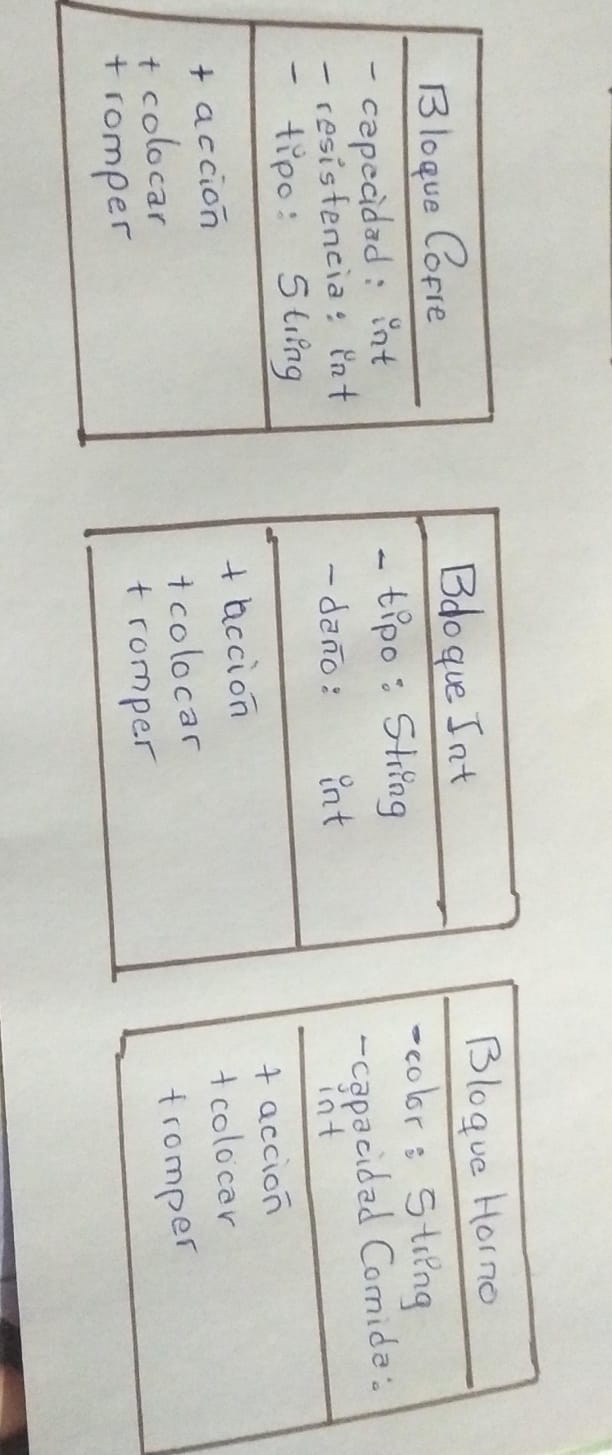 Bloque Cofre
- capacidad: int
- resistencia: int
- tipo: String
+ acción
+ colocar
+ romper
Bdoque Int
- tipo: String
- daño: int
+ acción
+ colocar
+ romper
Bloque Horno
- color: String
- capacidad Comida:
int
+ acción
+ colocar
+ romper